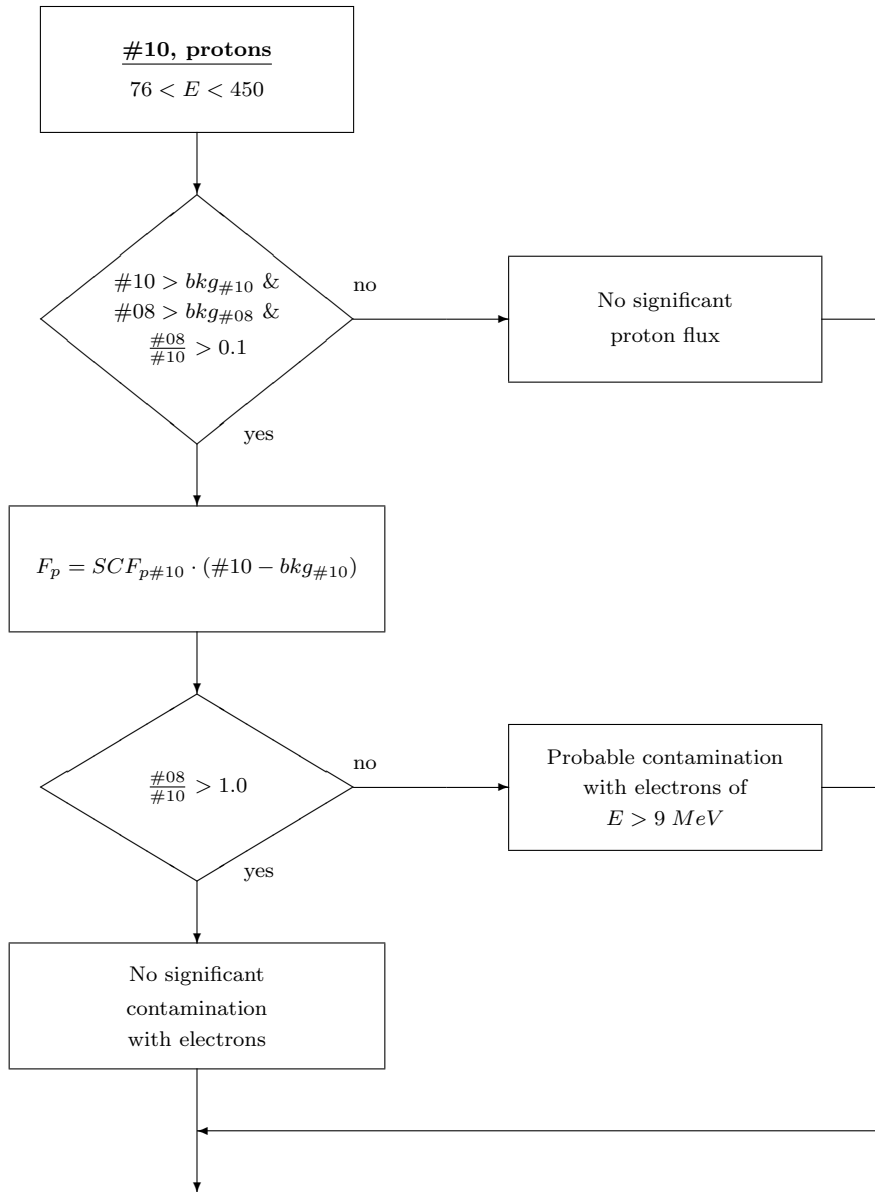 #10, protons
76 < E < 450
#10 > bkg#10 &
#08 > bkg#08 &
#08/#10 > 0.1
no
No significant
proton flux
yes
Fp = SCFp#10 · (#10 − bkg#10)
#08/#10 > 1.0
no
Probable contamination
with electrons of
E > 9 MeV
yes
No significant
contamination
with electrons